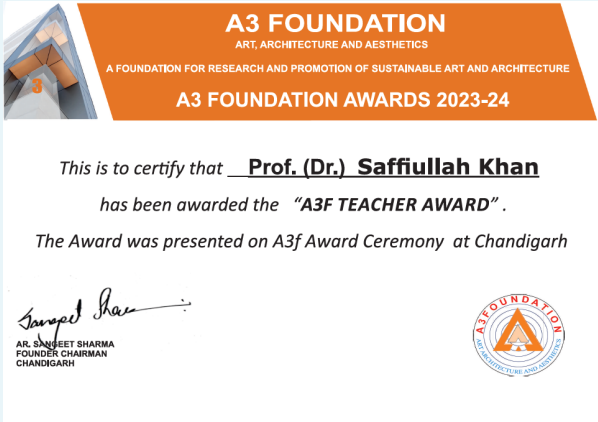 A3 FOUNDATION
ART, ARCHITECTURE AND AESTHETICS
A FOUNDATION FOR RESEARCH AND PROMOTION OF SUSTAINABLE ART AND ARCHITECTURE
A3 FOUNDATION AWARDS 2023-24
3
This is to certify that Prof. (Dr.) Saffiullah Khan
has been awarded the "A3F TEACHER AWARD" .
The Award was presented on A3f Award Ceremony at Chandigarh
Sangeet Sharma
AR. SANGEET SHARMA
FOUNDER CHAIRMAN
CHANDIGARH
A3FOUNDATION
ART ARCHITECTURE AND AESTHETICS